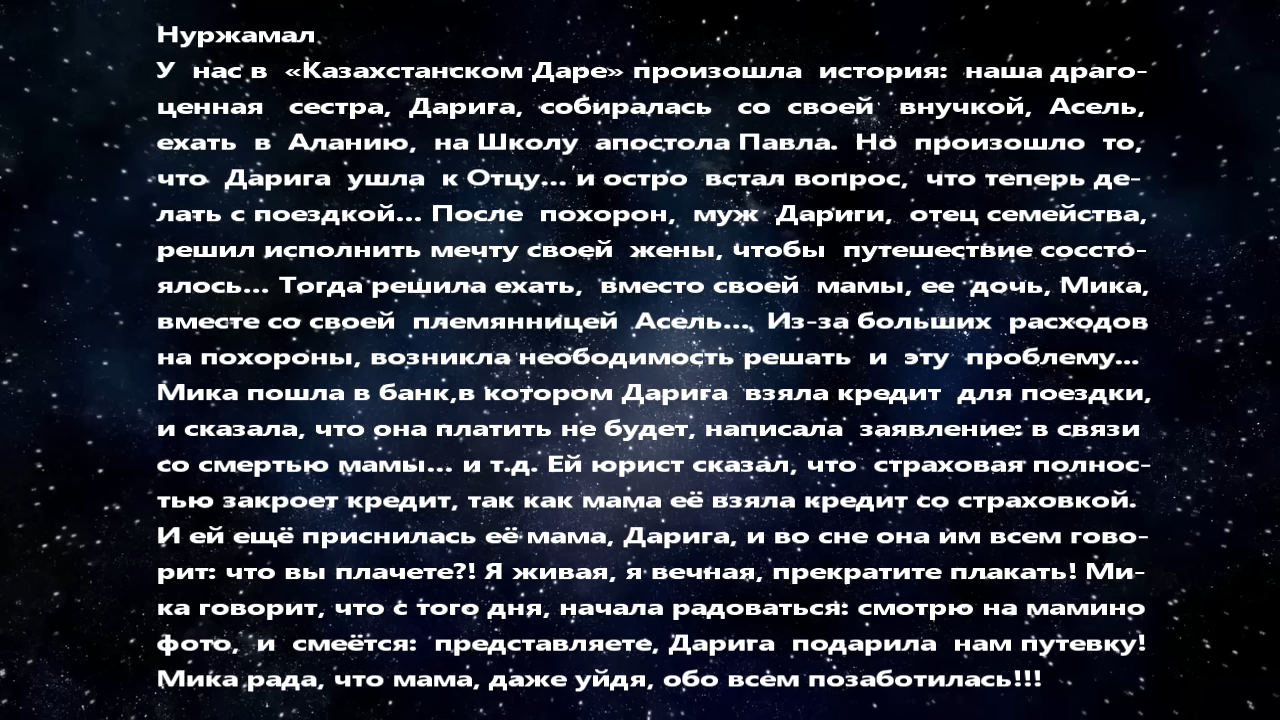 Нуржамал
У нас в «Казахстанском Даре» произошла история: наша драго-
ценная сестра, Дарига, собиралась со своей внучкой, Асель,
ехать в Аланию, на Школу апостола Павла. Но произошло то,
что Дарига ушла к Отцу... и остро встал вопрос, что теперь де-
лать с поездкой... После похорон, муж Дариги, отец семейства,
решил исполнить мечту своей жены, чтобы путешествие сосcто-
ялось... Тогда решила ехать, вместо своей мамы, ее дочь, Мика,
вместе со своей племянницей Асель... Из-за больших расходов
на похороны, возникла неободимость решать и эту проблему...
Мика пошла в банк,в котором Дарига взяла кредит для поездки,
и сказала, что она платить не будет, написала заявление: в связи
со смертью мамы... и т.д. Ей юрист сказал, что страховая полнос-
тью закроет кредит, так как мама её взяла кредит со страховкой.
И ей ещё приснилась её мама, Дарига, и во сне она им всем гово-
рит: что вы плачете?! Я живая, я вечная, прекратите плакать! Ми-
ка говорит, что с того дня, начала радоваться: смотрю на мамино
фото, и смеётся: представляете, Дарига подарила нам путевку!
Мика рада, что мама, даже уйдя, обо всём позаботилась!!!